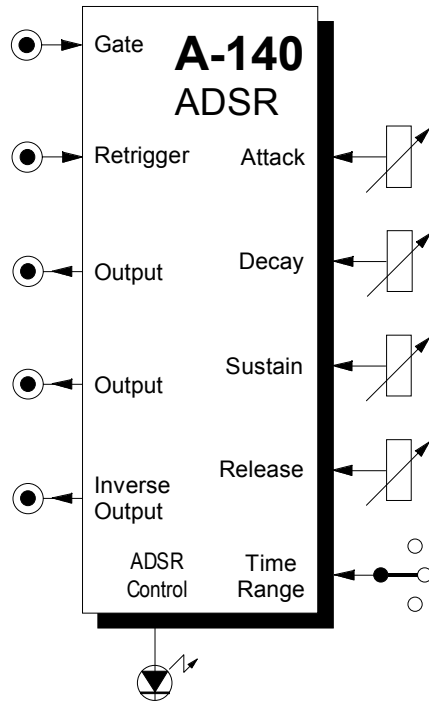 Gate
A-140
ADSR
Retrigger
Attack
Output
Decay
Output
Sustain
Inverse
Output
Release
ADSR
Control
Time
Range